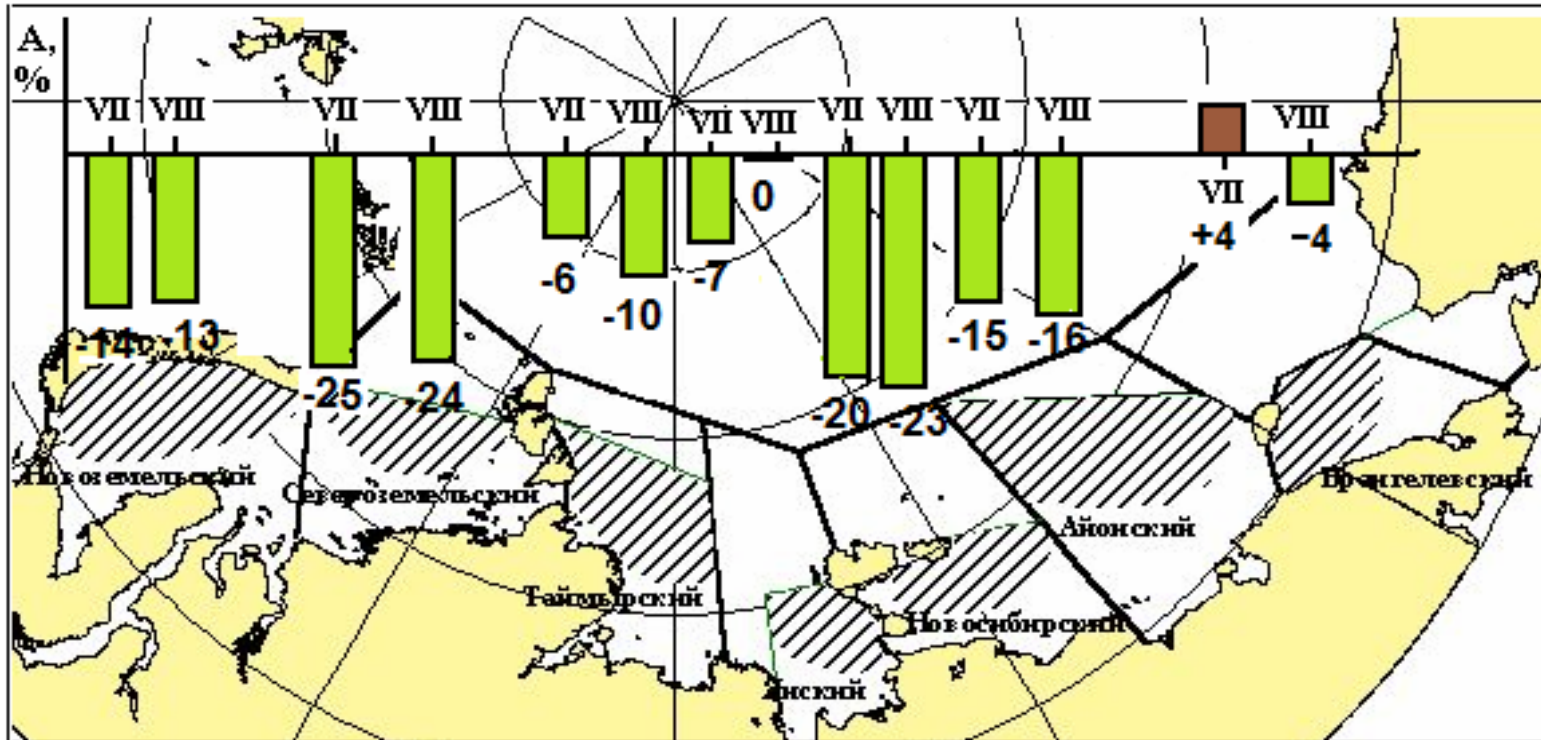 А,
%
VII VIII VII VIII VII VIII VII VIII VII VIII VII VIII VIII
VII
0 +4 −4
-6 -7
-10 -15 -16
-14 -13
-25 -24 -20 -23
Новоземельский
Североземельский
Врангелевский
Айонский
Таймырский
Новосибирский